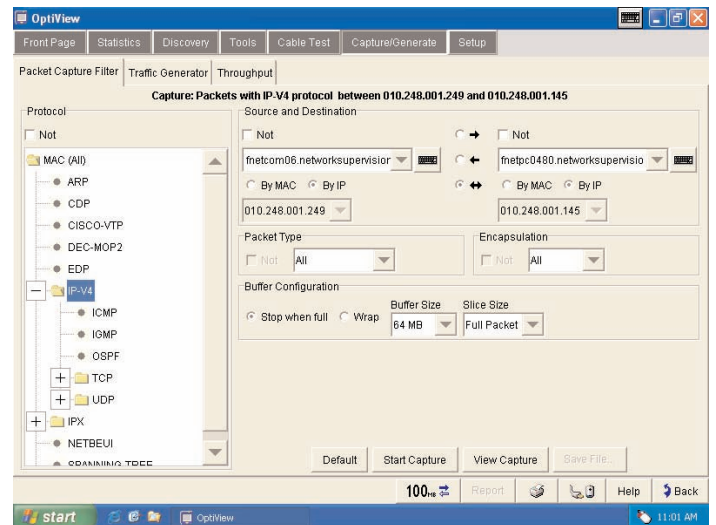 OptiView
Front Page Statistics Discovery Tools Cable Test Capture/Generate Setup
Packet Capture Filter Traffic Generator Throughput
Capture: Packets with IP-V4 protocol between 010.248.001.249 and 010.248.001.145
Protocol
Not
MAC (All)
ARP
CDP
CISCO-VTP
DEC-MOP2
EDP
IP-V4
ICMP
IGMP
OSPF
TCP
UDP
IPX
NETBEUI
SPANNING TREE
Source and Destination
Not Not
fnetcom06.networksupervisior fnetpc0480.networksupervisio
By MAC By IP By MAC By IP
010.248.001.249 010.248.001.145
Packet Type
Not All
Encapsulation
Not All
Buffer Configuration
Buffer Size Slice Size
Stop when full Wrap 64 MB Full Packet
Default Start Capture View Capture Save File...
100 Report Help Back
start OptiView 11:01 AM